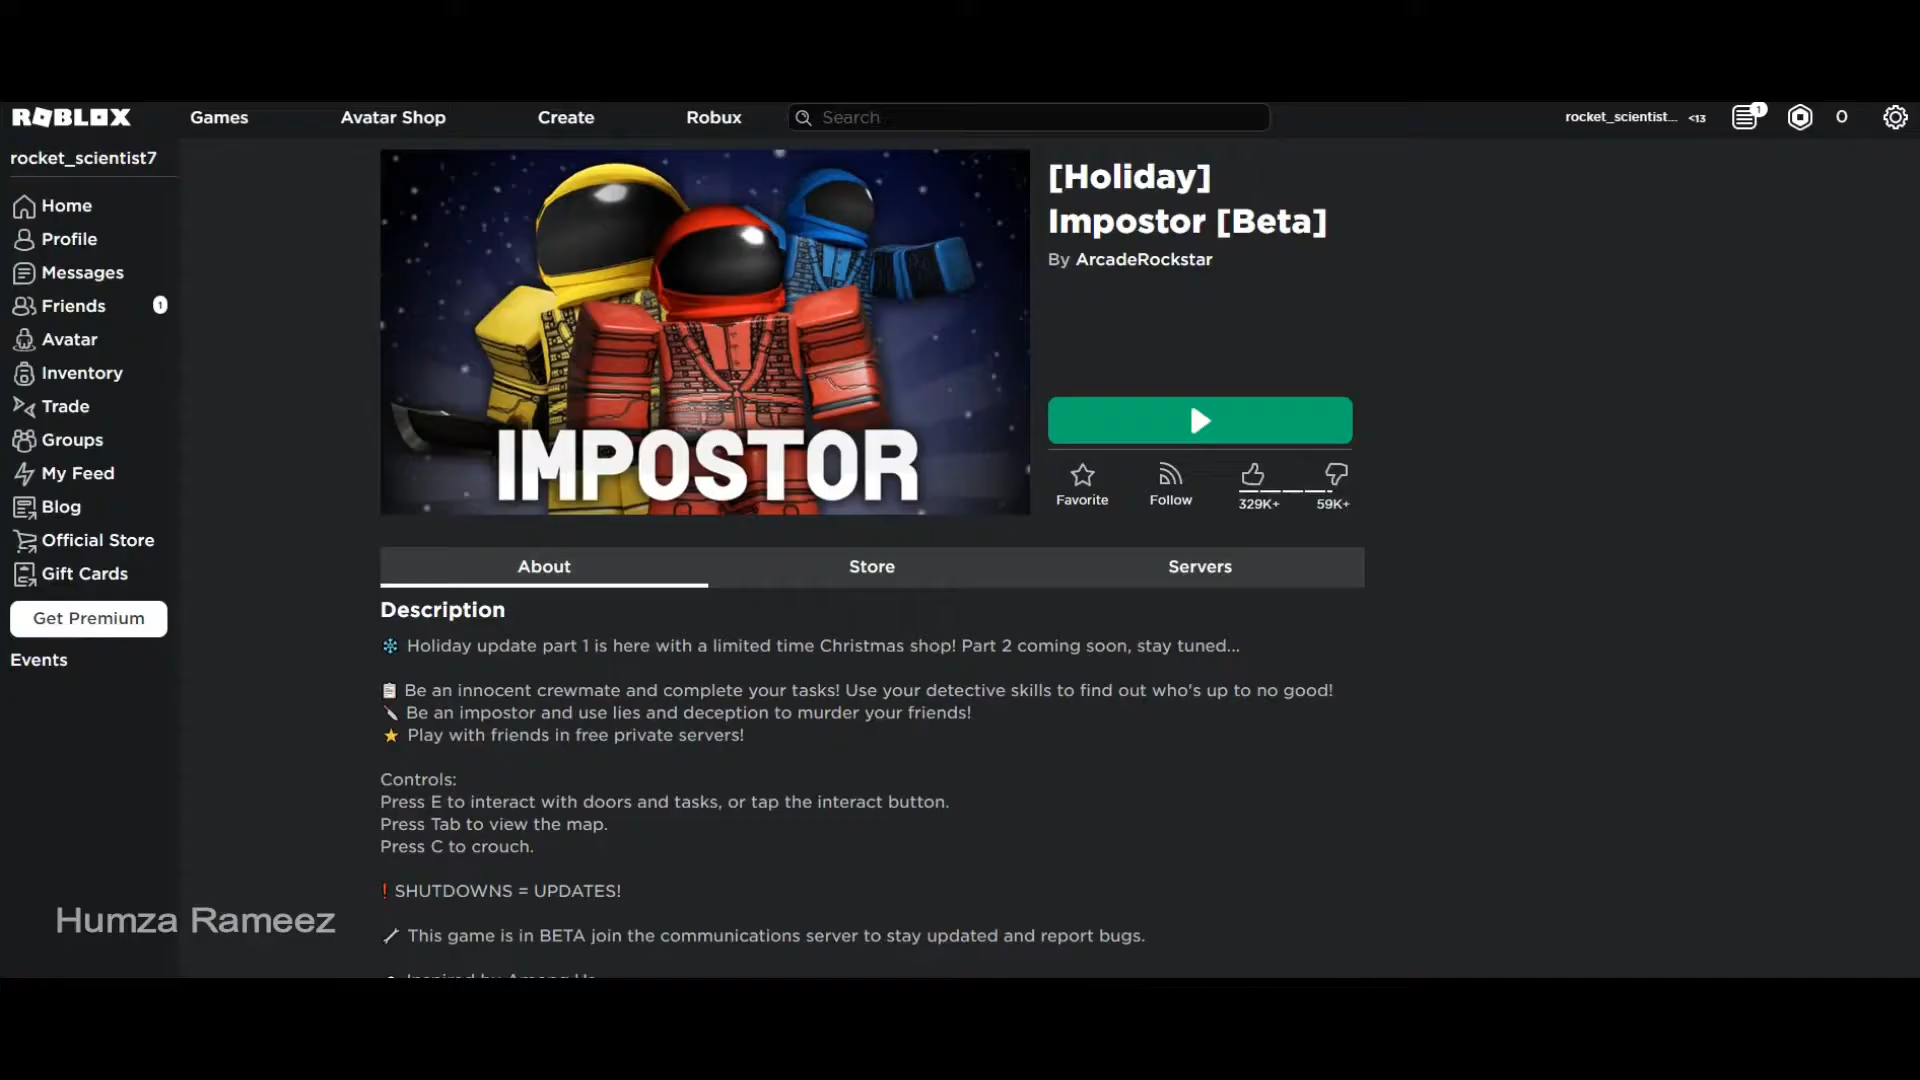 ROBLOX
Games
Avatar Shop
Create
Robux
Search
rocket_scientist...
<13
1
0
rocket_scientist7
Home
Profile
Messages
Friends
1
Avatar
Inventory
Trade
Groups
My Feed
Blog
Official Store
Gift Cards
Get Premium
Events
IMPOSTOR
[Holiday]
Impostor [Beta]
By ArcadeRockstar
Favorite
Follow
329K+
59K+
About
Store
Servers
Description
❄️ Holiday update part 1 is here with a limited time Christmas shop! Part 2 coming soon, stay tuned...
📋 Be an innocent crewmate and complete your tasks! Use your detective skills to find out who's up to no good!
🔪 Be an impostor and use lies and deception to murder your friends!
⭐ Play with friends in free private servers!
Controls:
Press E to interact with doors and tasks, or tap the interact button.
Press Tab to view the map.
Press C to crouch.
❗ SHUTDOWNS = UPDATES!
🔧 This game is in BETA join the communications server to stay updated and report bugs.
Inspired by Among Us
Humza Rameez